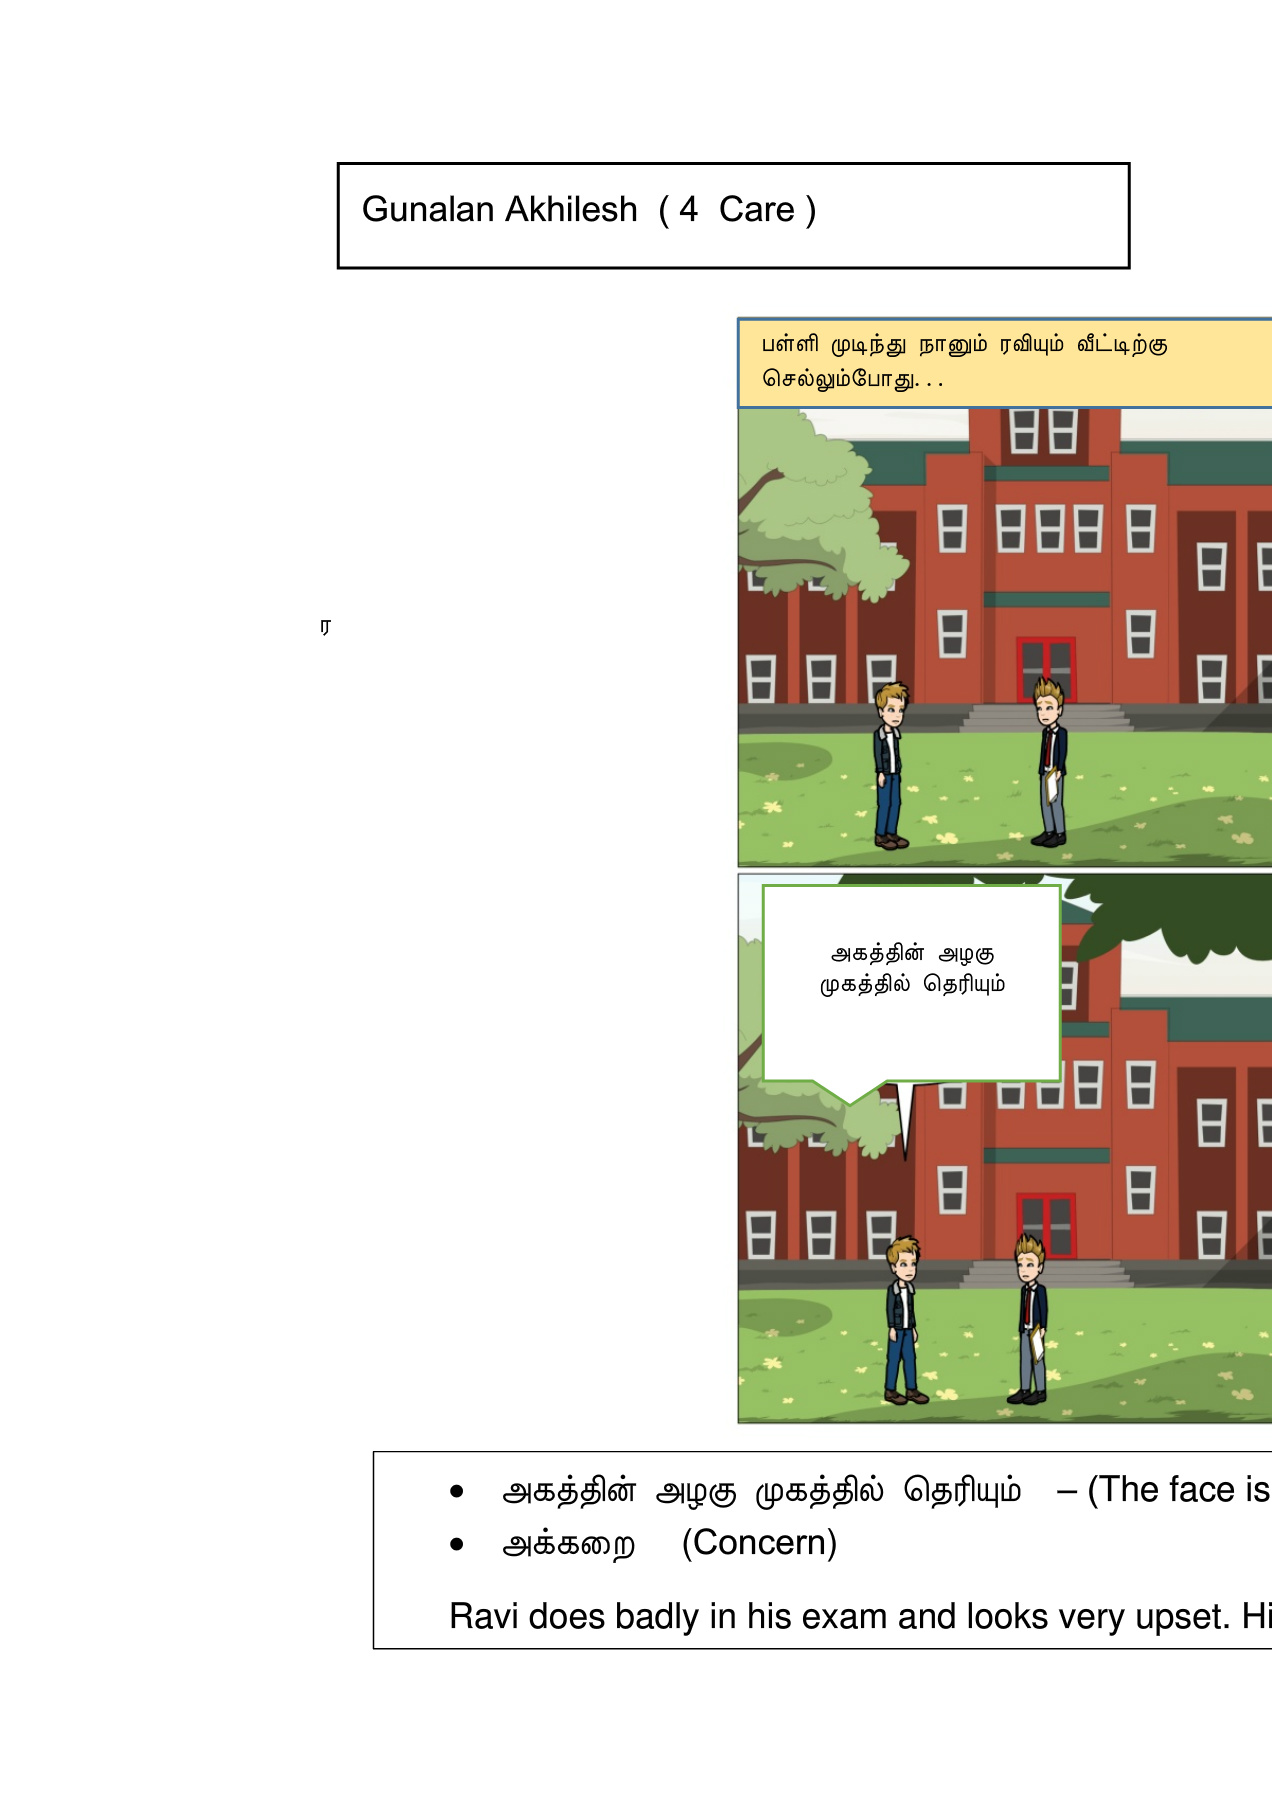 Gunalan Akhilesh ( 4 Care )
பள்ளி முடிந்து நானும் ரவியும் வீட்டிற்கு
செல்லும்போது...
ர
அகத்தின் அழகு
முகத்தில் தெரியும்
• அகத்தின் அழகு முகத்தில் தெரியும் – (The face is
• அக்கறை (Concern)
Ravi does badly in his exam and looks very upset. Hi